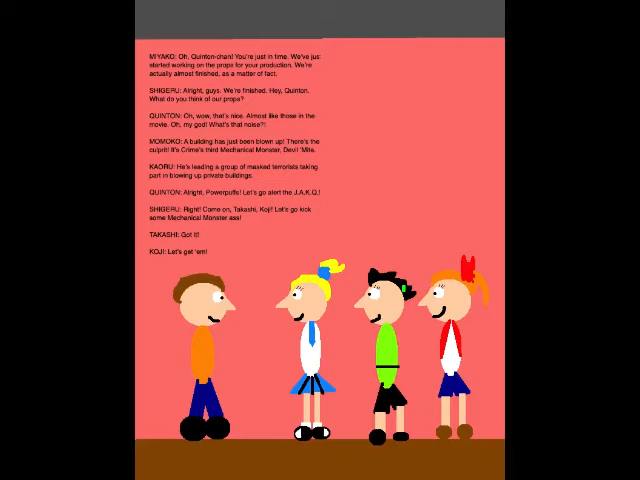 MIYAKO: Oh, Quinton-chan! You're just in time. We've just
started working on the props for your production. We're
actually almost finished, as a matter of fact.
SHIGERU: Alright, guys. We're finished. Hey, Quinton.
What do you think of our props?
QUINTON: Oh, wow, that's nice. Almost like those in the
movie. Oh, my god! What's that noise?!
MOMOKO: A building has just been blown up! There's the
culprit! It's Crime's third Mechanical Monster, Devil 'Mite.
KAORU: He's leading a group of masked terrorists taking
part in blowing up private buildings.
QUINTON: Alright, Powerpuffs! Let's go alert the J.A.K.Q.!
SHIGERU: Right! Come on, Takashi, Koji! Let's go kick
some Mechanical Monster ass!
TAKASHI: Got it!
KOJI: Let's get 'em!